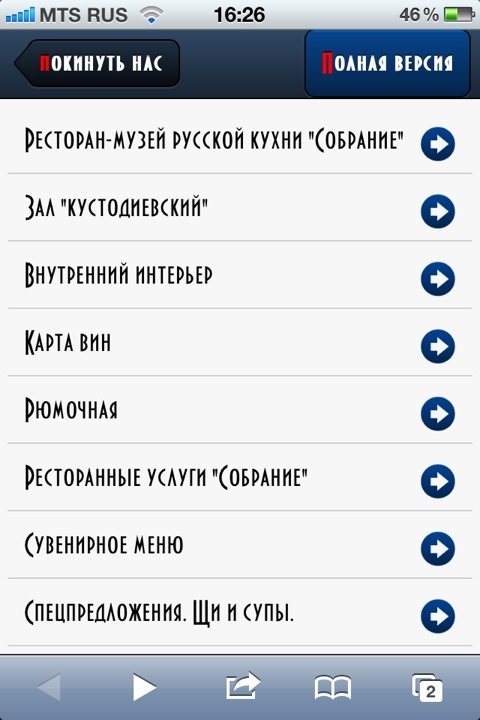 MTS RUS 16:26 46%
Покинуть нас
Полная версия
Ресторан-музей русской кухни "Собрание"
Зал "кустодиевский"
Внутренний интерьер
Карта вин
Рюмочная
Ресторанные услуги "Собрание"
Сувенирное меню
Спецпредложения. Щи и супы.
2